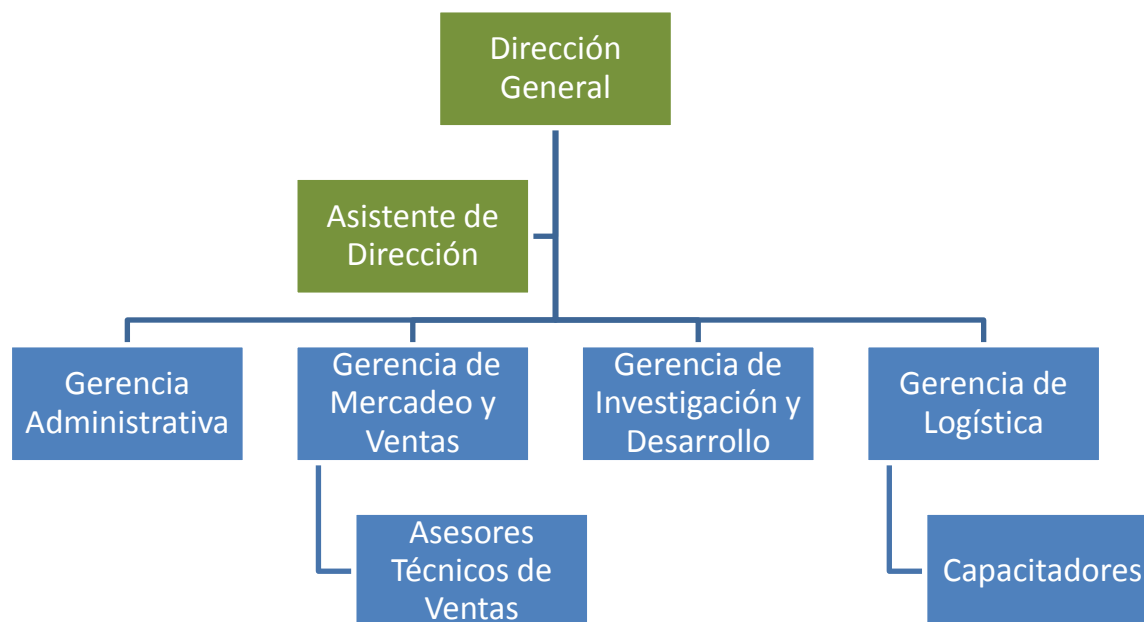 Dirección
General
Asistente de
Dirección
Gerencia
Administrativa
Gerencia de
Mercadeo y
Ventas
Gerencia de
Investigación y
Desarrollo
Gerencia de
Logística
Asesores
Técnicos de
Ventas
Capacitadores